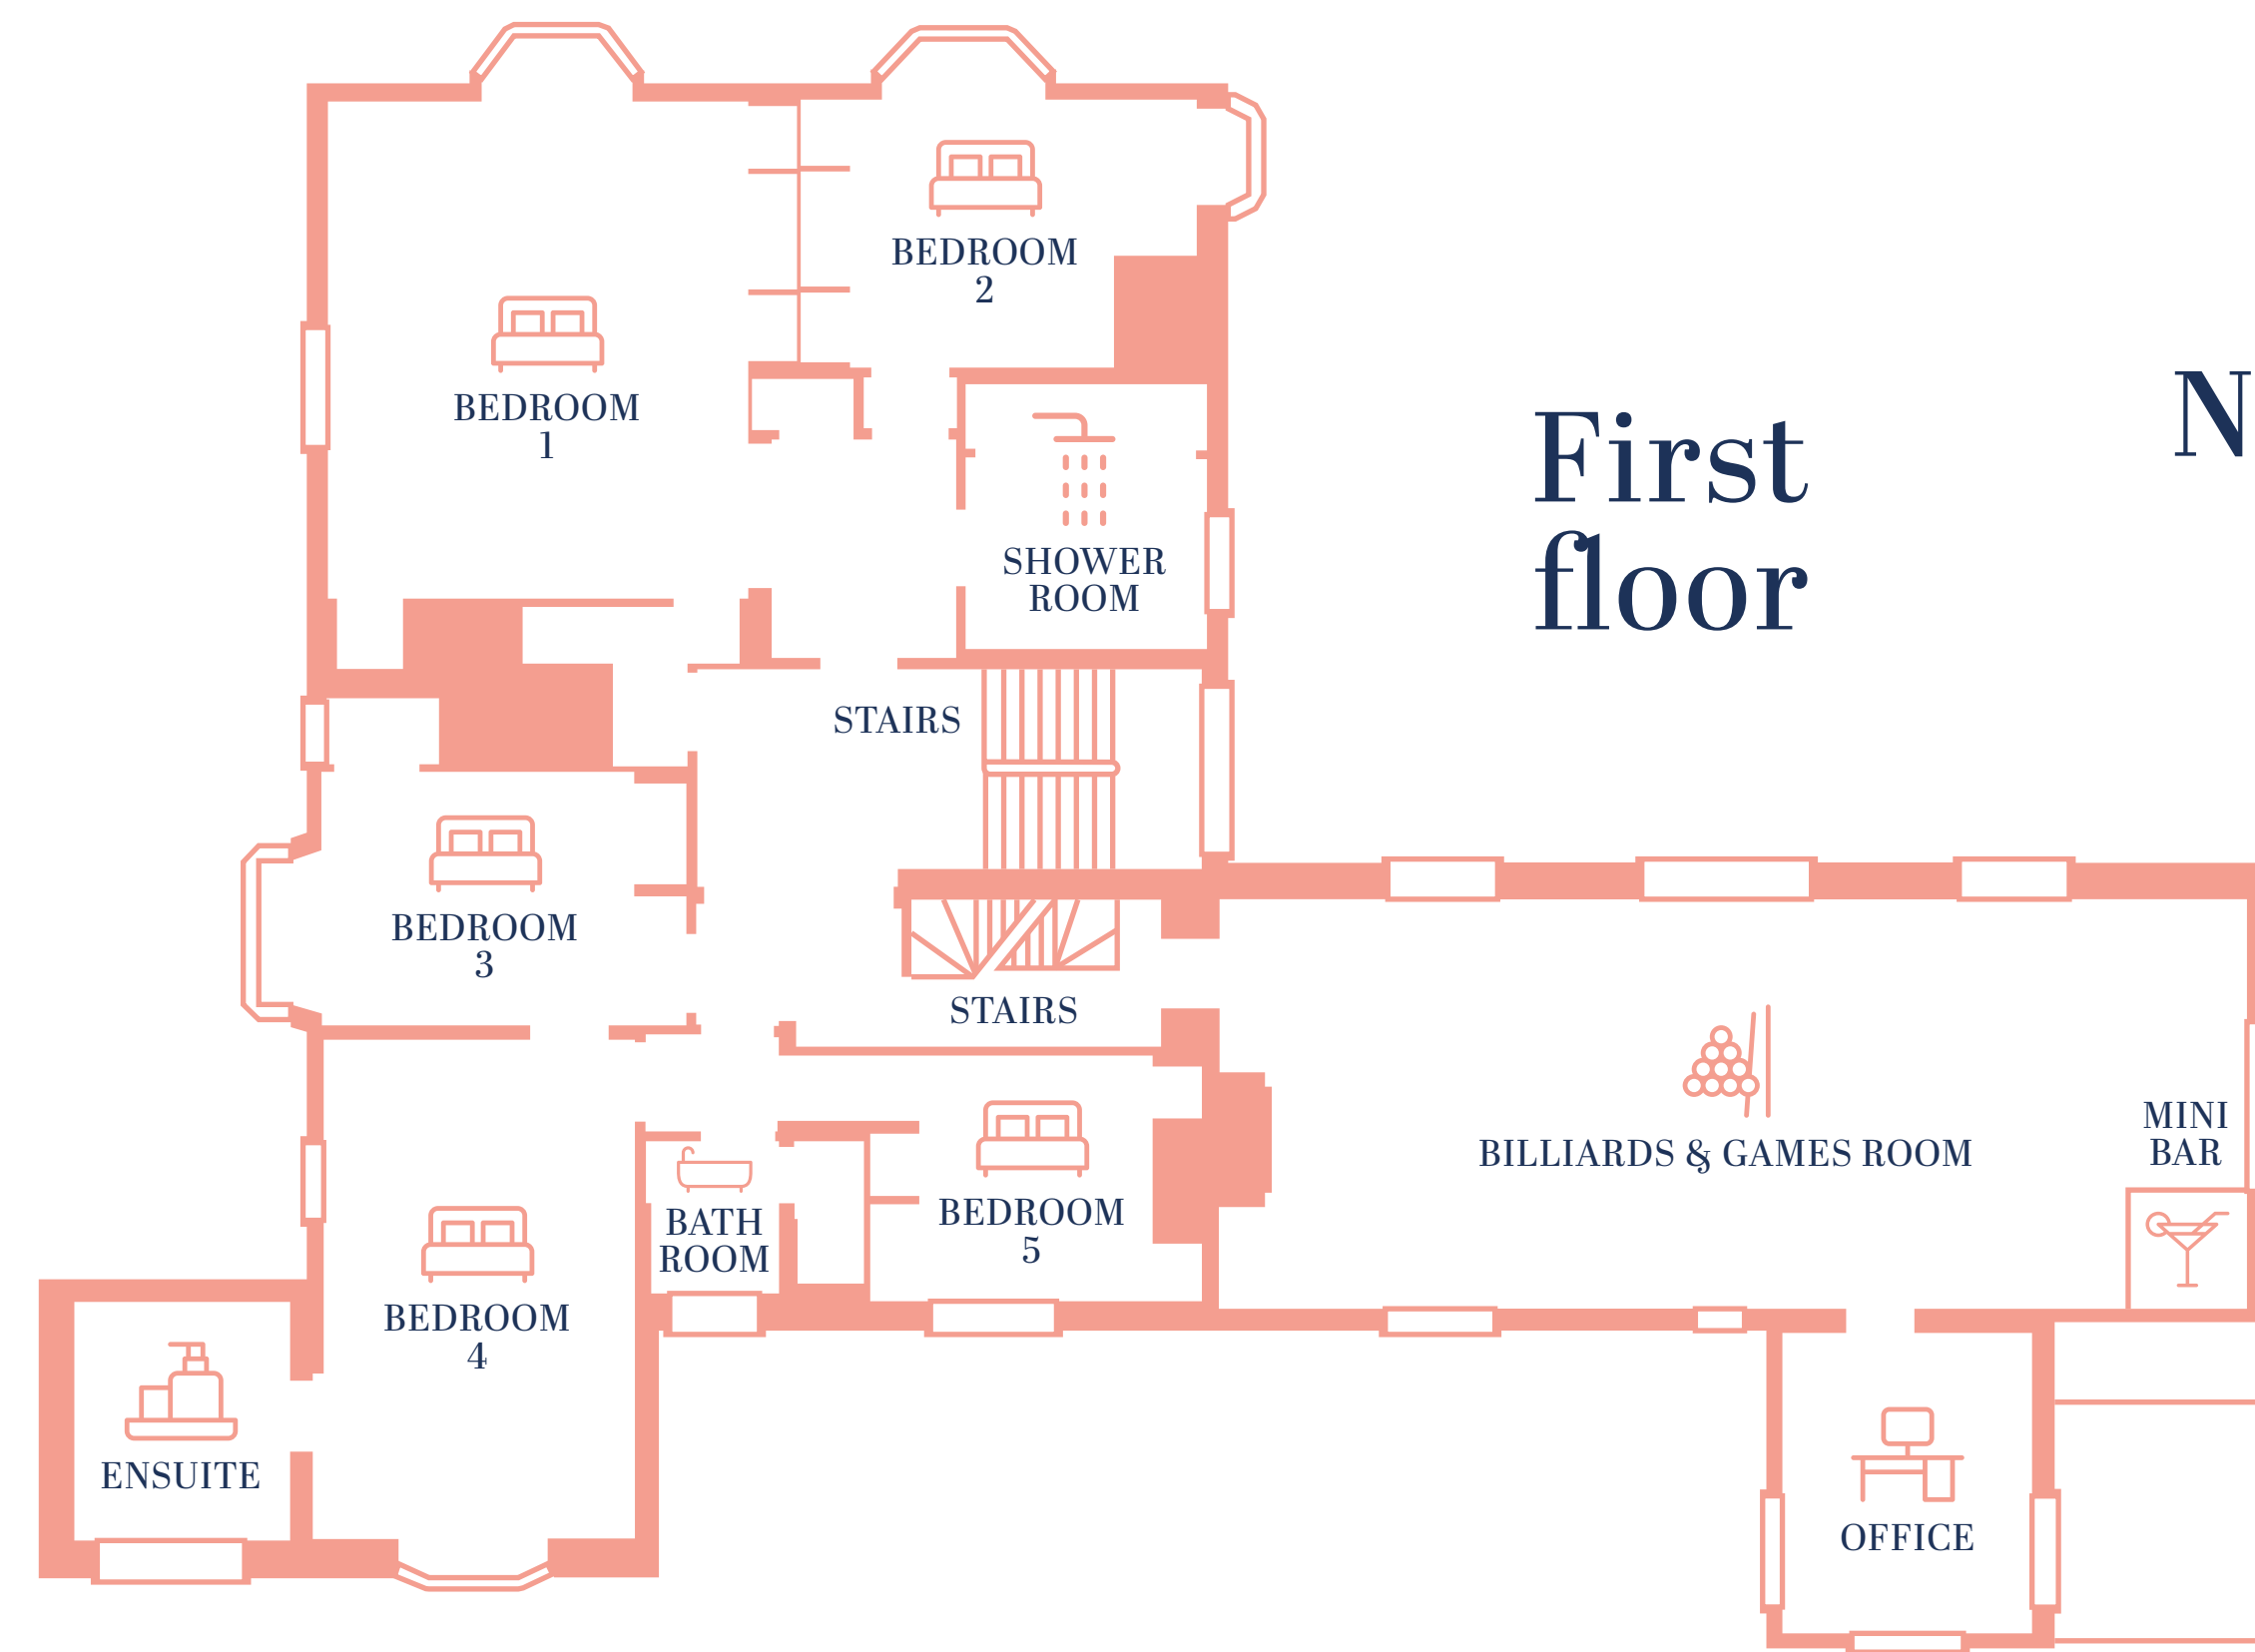 BEDROOM
2
BEDROOM
1
First
floor
N
SHOWER
ROOM
STAIRS
BEDROOM
3
STAIRS
BILLIARDS & GAMES ROOM
MINI
BAR
BEDROOM
5
BATH
ROOM
BEDROOM
4
ENSUITE
OFFICE